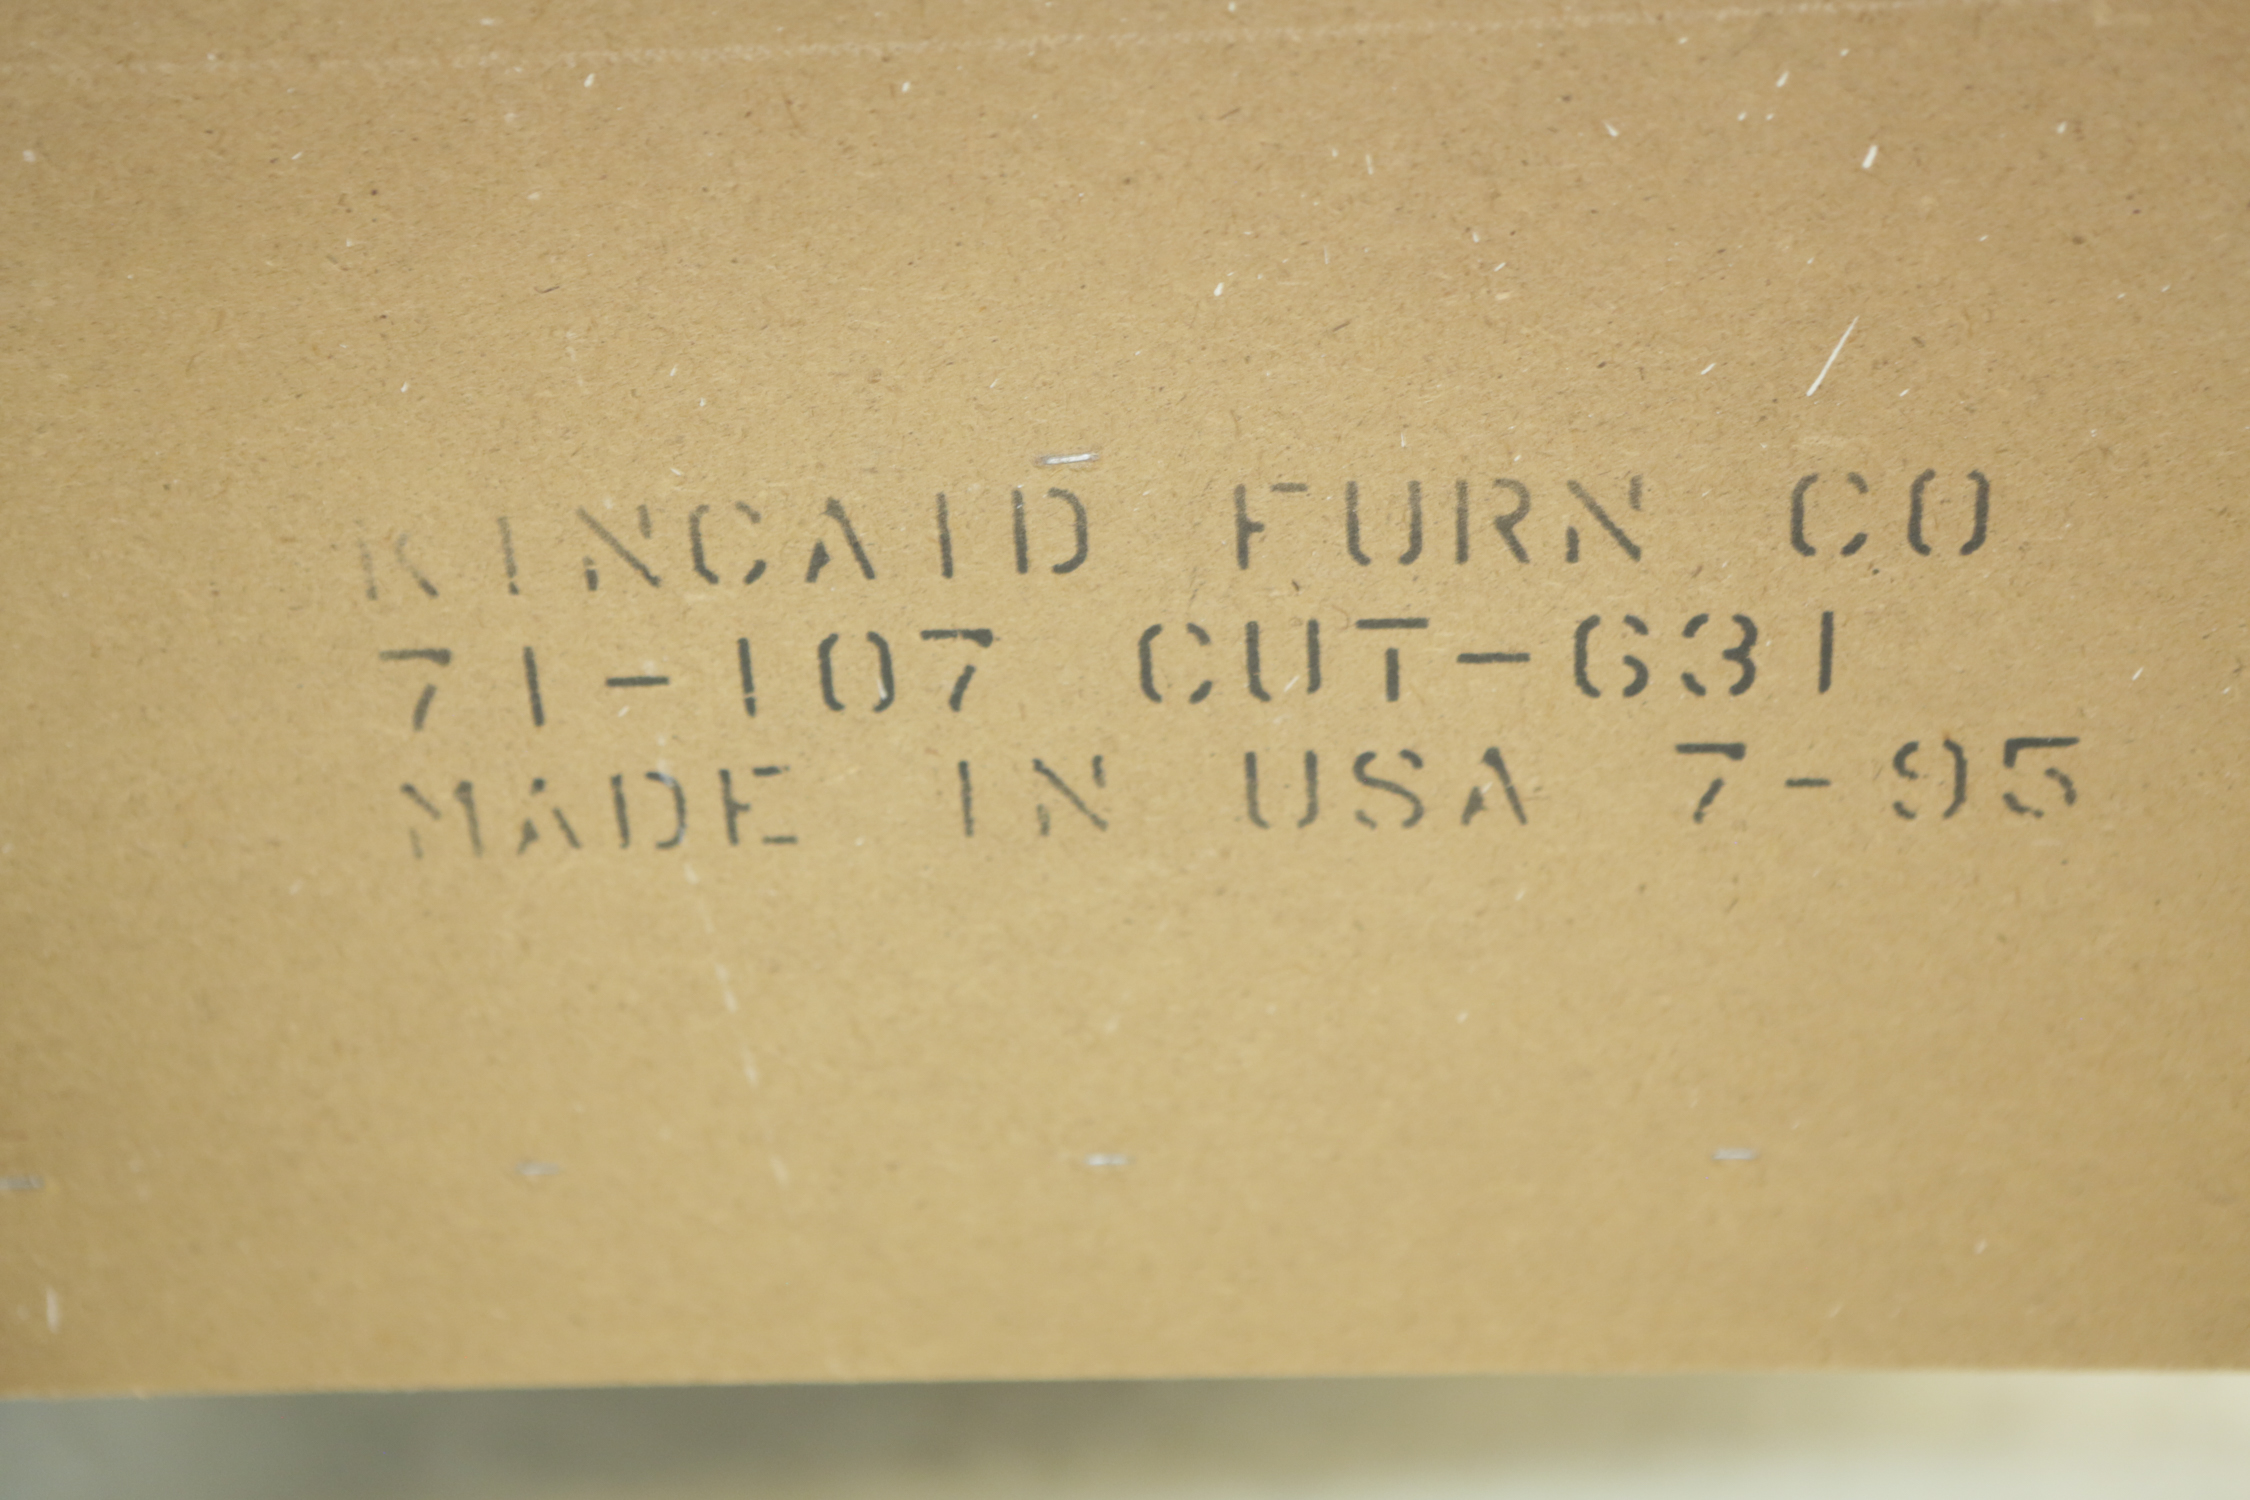 KINCAID FURN CO
71-107 CUT-631
MADE IN USA 7-95